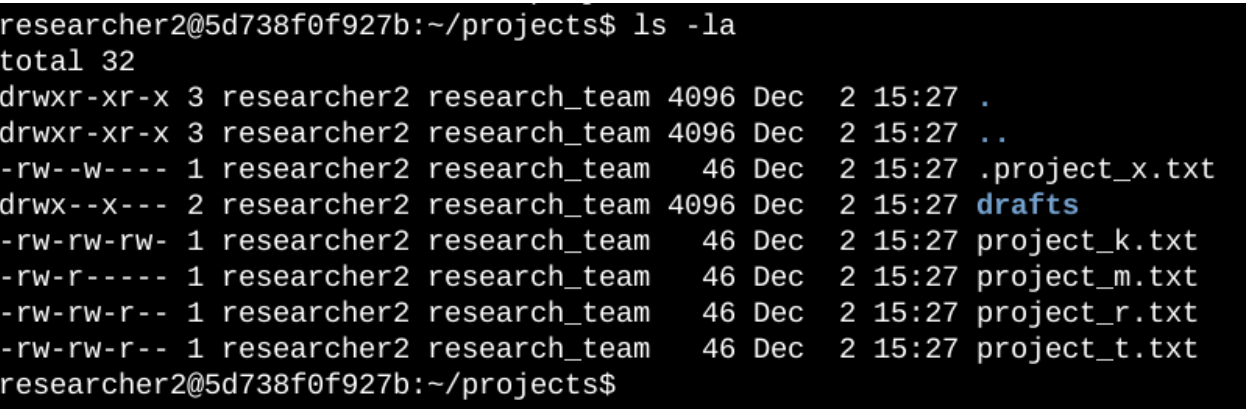 researcher2@5d738f0f927b:~/projects$ ls -la
total 32
drwxr-xr-x 3 researcher2 research_team 4096 Dec  2 15:27 .
drwxr-xr-x 3 researcher2 research_team 4096 Dec  2 15:27 ..
-rw--w---- 1 researcher2 research_team   46 Dec  2 15:27 .project_x.txt
drwx--x--- 2 researcher2 research_team 4096 Dec  2 15:27 drafts
-rw-rw-rw- 1 researcher2 research_team   46 Dec  2 15:27 project_k.txt
-rw-r----- 1 researcher2 research_team   46 Dec  2 15:27 project_m.txt
-rw-rw-r-- 1 researcher2 research_team   46 Dec  2 15:27 project_r.txt
-rw-rw-r-- 1 researcher2 research_team   46 Dec  2 15:27 project_t.txt
researcher2@5d738f0f927b:~/projects$